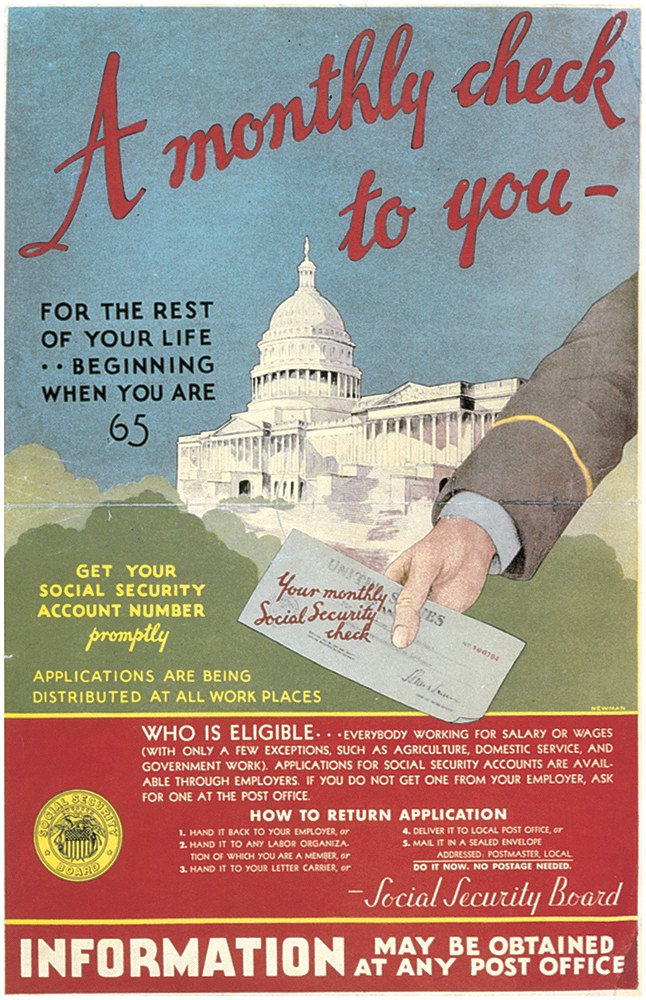 A monthly check
to you-
FOR THE REST
OF YOUR LIFE
•• BEGINNING
WHEN YOU ARE
65
GET YOUR
SOCIAL SECURITY
ACCOUNT NUMBER
promptly
APPLICATIONS ARE BEING
DISTRIBUTED AT ALL WORK PLACES
UNITED STATES
Your monthly
Social Security
check
NEWMAN
WHO IS ELIGIBLE • • • EVERYBODY WORKING FOR SALARY OR WAGES
(WITH ONLY A FEW EXCEPTIONS, SUCH AS AGRICULTURE, DOMESTIC SERVICE, AND
GOVERNMENT WORK). APPLICATIONS FOR SOCIAL SECURITY ACCOUNTS ARE AVAIL-
ABLE THROUGH EMPLOYERS. IF YOU DO NOT GET ONE FROM YOUR EMPLOYER, ASK
FOR ONE AT THE POST OFFICE.
SOCIAL SECURITY
BOARD
HOW TO RETURN APPLICATION
1. HAND IT BACK TO YOUR EMPLOYER, or
2. HAND IT TO ANY LABOR ORGANIZA-
TION OF WHICH YOU ARE A MEMBER, or
3. HAND IT TO YOUR LETTER CARRIER, or
4. DELIVER IT TO LOCAL POST OFFICE, or
5. MAIL IT IN A SEALED ENVELOPE
ADDRESSED: POSTMASTER, LOCAL
DO IT NOW. NO POSTAGE NEEDED.
—Social Security Board
INFORMATION MAY BE OBTAINED
AT ANY POST OFFICE